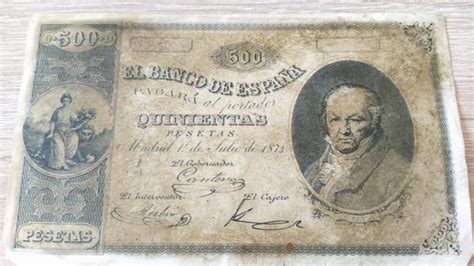 500
500
EL BANCO DE ESPAÑA
PAGARÁ al portador
QUINIENTAS
PESETAS.
Madrid 1º de Julio de 1874
El Gobernador
El Interventor
El Cajero
PESETAS